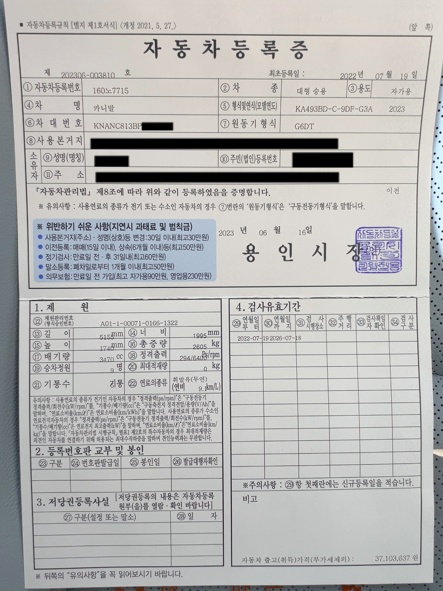 ■ 자동차등록규칙 [별지 제1호서식] 〈개정 2021. 5. 27.〉 (앞 쪽)
자동차등록증
제 202306-003810 호 최초등록일 : 2022 년 07 월 19 일
① 자동차등록번호 160노7715 ② 차 종 대형 승용 ③ 용도 자가용
④ 차 명 카니발 ⑤ 형식및연식(모델연도) KA493BD-C-9DF-G3A 2023
⑥ 차 대 번 호 KNANC813BP ⑦ 원동기형식 G6DT
⑧ 사용본거지
소유자 ⑨ 성명(명칭) ⑩ 주민(법인)등록번호
⑪ 주소
「자동차관리법」 제8조에 따라 위와 같이 등록하였음을 증명합니다. 이전
※ 유의사항 : 사용연료의 종류가 전기 또는 수소인 자동차의 경우 ⑦번란의 '원동기형식'은 '구동전동기형식'을 말합니다.
※ 위반하기 쉬운 사항(지연시 과태료 및 범칙금)
● 사용본거지(주소)·성명(상호)등 변경:30일 이내(최고30만원)
● 이전등록: 매매(15일 이내), 상속(6개월 이내)등(최고50만원)
● 정기검사: 만료일 전·후 31일내(최고60만원)
● 말소등록: 폐차일로부터 1개월 이내(최고50만원)
● 의무보험: 만료일 전 가입(최고 자가용90만원, 영업용230만원)
2023 년 06 월 16 일
용 인 시 장
1. 제 원
⑫ 제원관리번호(형식승인번호) A01-1-00071-0166-1322
⑬ 길 이 5155 mm ⑭ 너 비 1995 mm
⑮ 높 이 mm ⑯ 총 중 량 2605 kg
⑰ 배기량 3470 cc ⑱ 정격출력
⑲ 승차정원 명 ⑳ 최대적재량 0 kg
㉑ 기통수 6기통 ㉒ 연료의종류 휘발유(무연)
2. 등록번호판 교부 및 봉인
㉓ 구분 ㉔ 번호판발급일 ㉕ 봉인일 ㉖ 발급대행자확인
3. 저당권등록사실 [저당권등록의 내용은 자동차등록원부(을)를 열람·확인 바랍니다]
㉗ 구분(설정 또는 말소) ㉘ 일 자
4. 검사유효기간
㉙ 연월일부터 ㉚ 연월일까지 ㉛ 검사시행장소 ㉜ 주행거리 ㉝ 검사책임자확인 ㉞ 검사구분
2022-07-19 2026-07-18
※주의사항 : ㉙항 첫째란에는 신규등록일을 적습니다.
비고
자동차 출고(취득)가격(부가세제외) : 37,103,637 원
※ 뒤쪽의 "유의사항"을 꼭 읽어보시기 바랍니다.